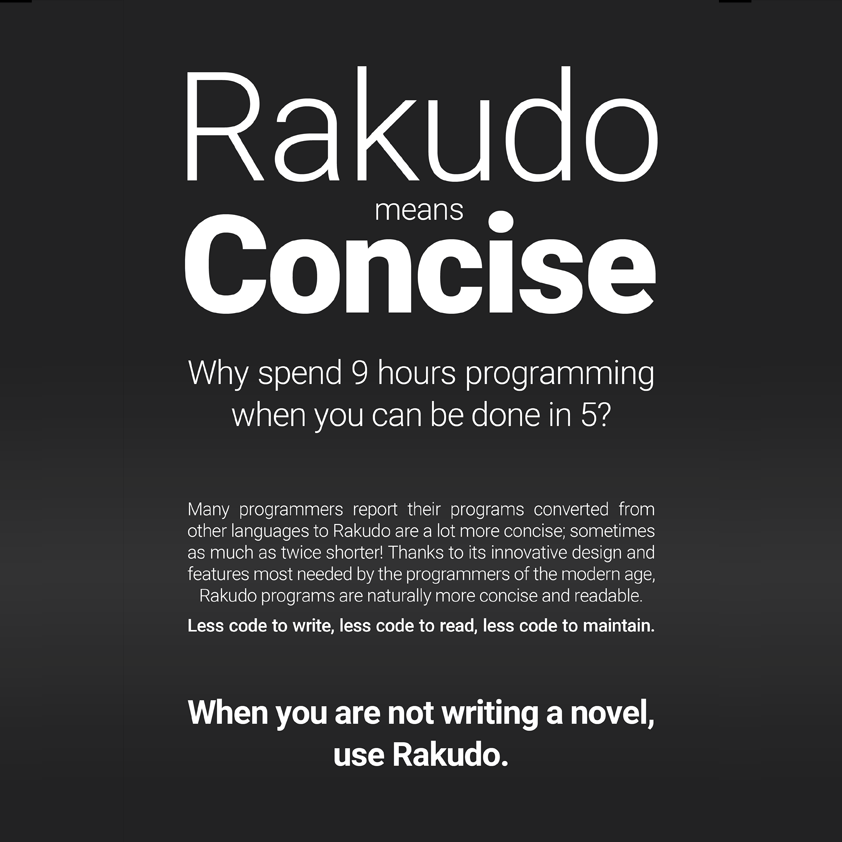 Rakudo
means
Concise
Why spend 9 hours programming
when you can be done in 5?
Many programmers report their programs converted from
other languages to Rakudo are a lot more concise; sometimes
as much as twice shorter! Thanks to its innovative design and
features most needed by the programmers of the modern age,
Rakudo programs are naturally more concise and readable.
Less code to write, less code to read, less code to maintain.
When you are not writing a novel,
use Rakudo.